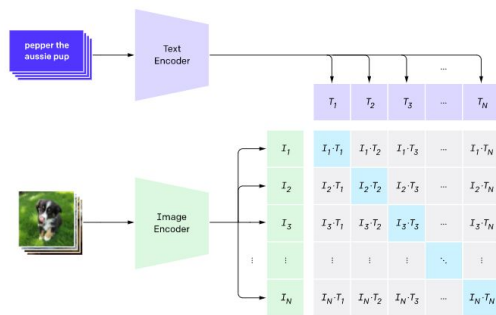 pepper the
aussie pup
Text
Encoder
...
T1 T2 T3 ... TN
I1 I1·T1 I1·T2 I1·T3 ... I1·TN
I2 I2·T1 I2·T2 I2·T3 ... I2·TN
I3 I3·T1 I3·T2 I3·T3 ... I3·TN
Image
Encoder
⋮ ⋮ ⋮ ⋮ ⋮ ⋱ ⋮
IN IN·T1 IN·T2 IN·T3 ... IN·TN